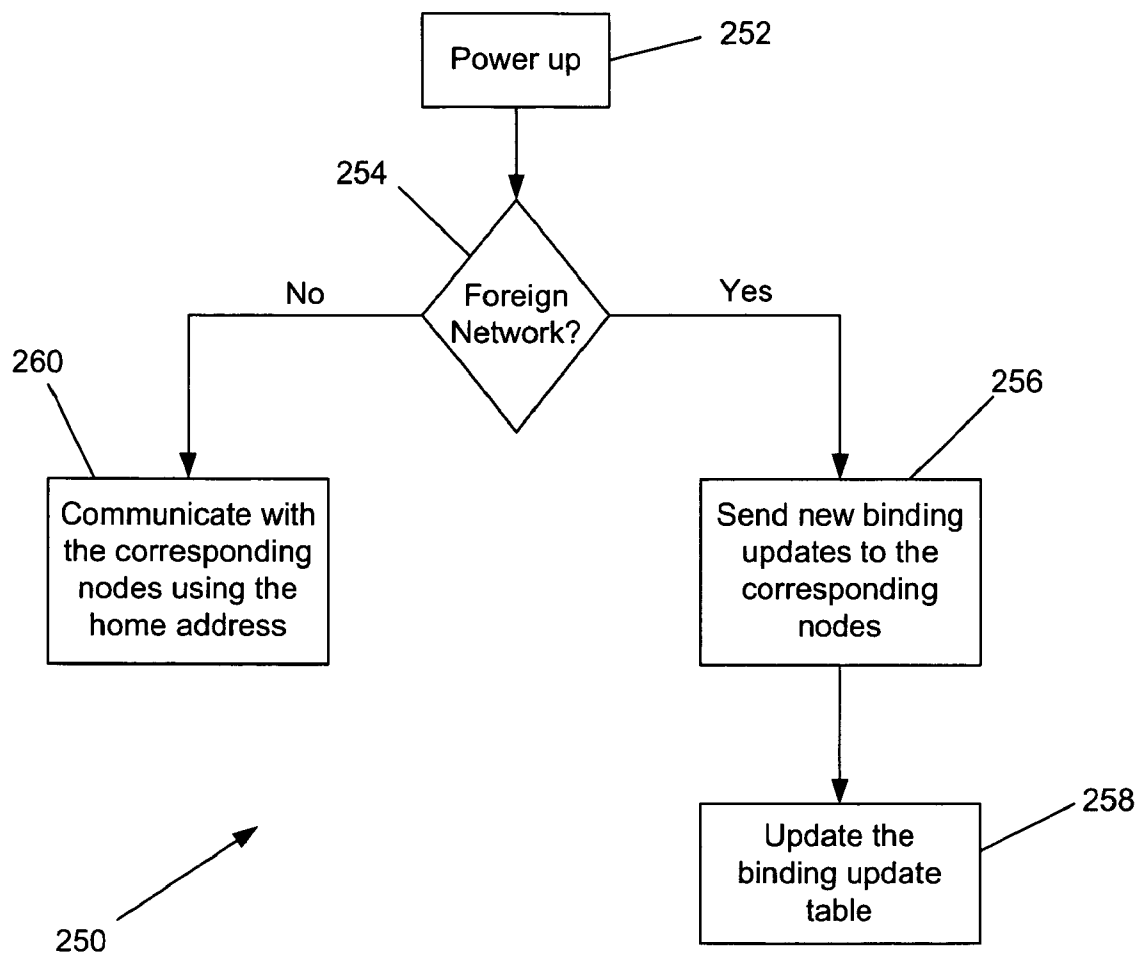 Power up
252
254
Foreign
Network?
No
Yes
260
256
Communicate with
the corresponding
nodes using the
home address
Send new binding
updates to the
corresponding
nodes
258
Update the
binding update
table
250